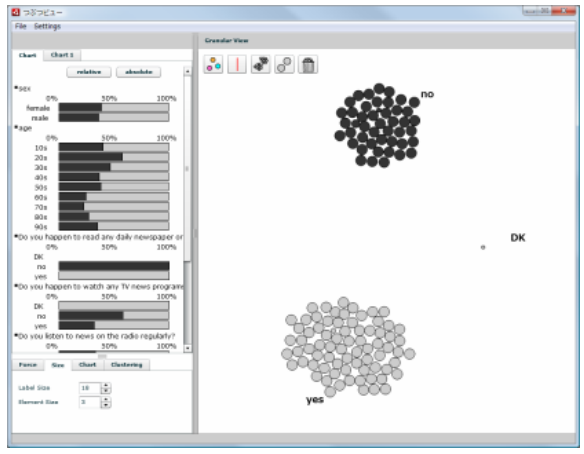 つぶつビュー
File Settings
Granular View
Chart Chart 1
relative absolute
*sex
0% 50% 100%
female
male
*age
0% 50% 100%
10s
20s
30s
40s
50s
60s
70s
80s
90s
*Do you happen to read any daily newspaper or
0% 50% 100%
DK
no
yes
*Do you happen to watch any TV news programs
0% 50% 100%
DK
no
yes
*Do you listen to news on the radio regularly?
0% 50% 100%
Force Size Chart Clustering
Label Size 18
Element Size 5
no
DK
yes